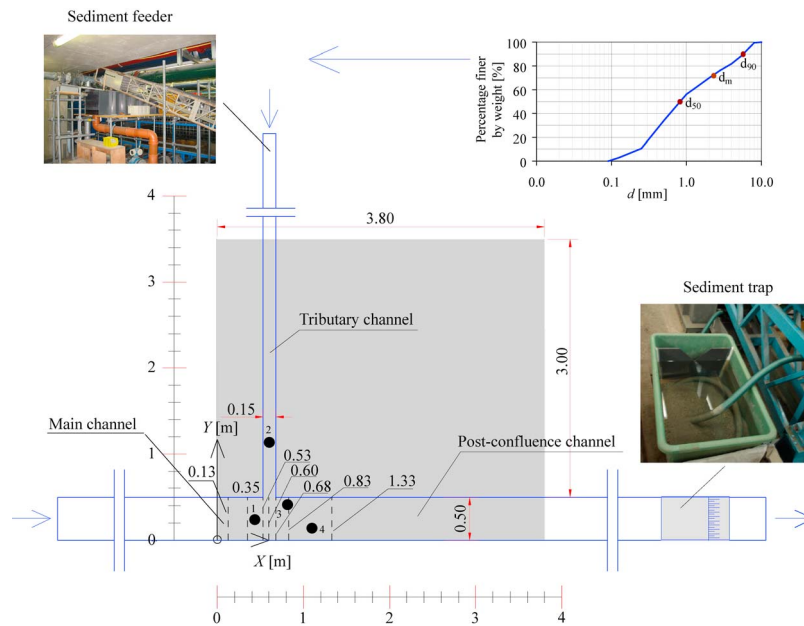 Sediment feeder
100
80
60
40
20
0
Percentage finer
by weight [%]
d90
dm
d50
0.0
0.1
1.0
10.0
d [mm]
4
3
2
1
0
3.80
Sediment trap
Tributary channel
3.00
0.15
Main channel
Y [m]
2
Post-confluence channel
0.13
0.53
0.35
0.60
0.68
0.83
1.33
1
3
4
0.50
X [m]
0
1
2
3
4